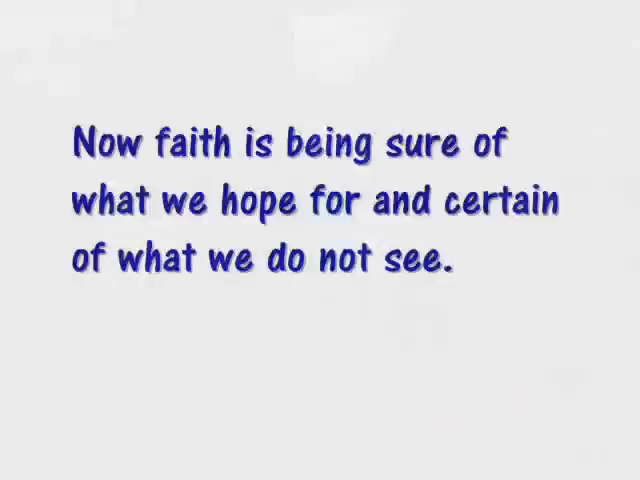 Now faith is being sure of
what we hope for and certain
of what we do not see.